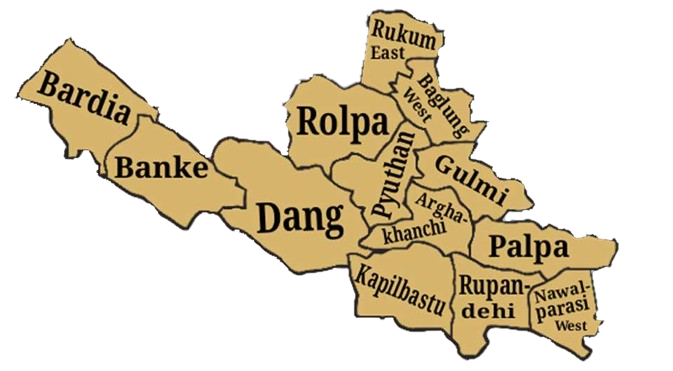 Rukum
East
Baglung
West
Bardia
Rolpa
Pyuthan
Banke
Gulmi
Dang
Argha-
khanchi
Palpa
Kapilbastu
Rupan-
dehi
Nawal-
parasi
West